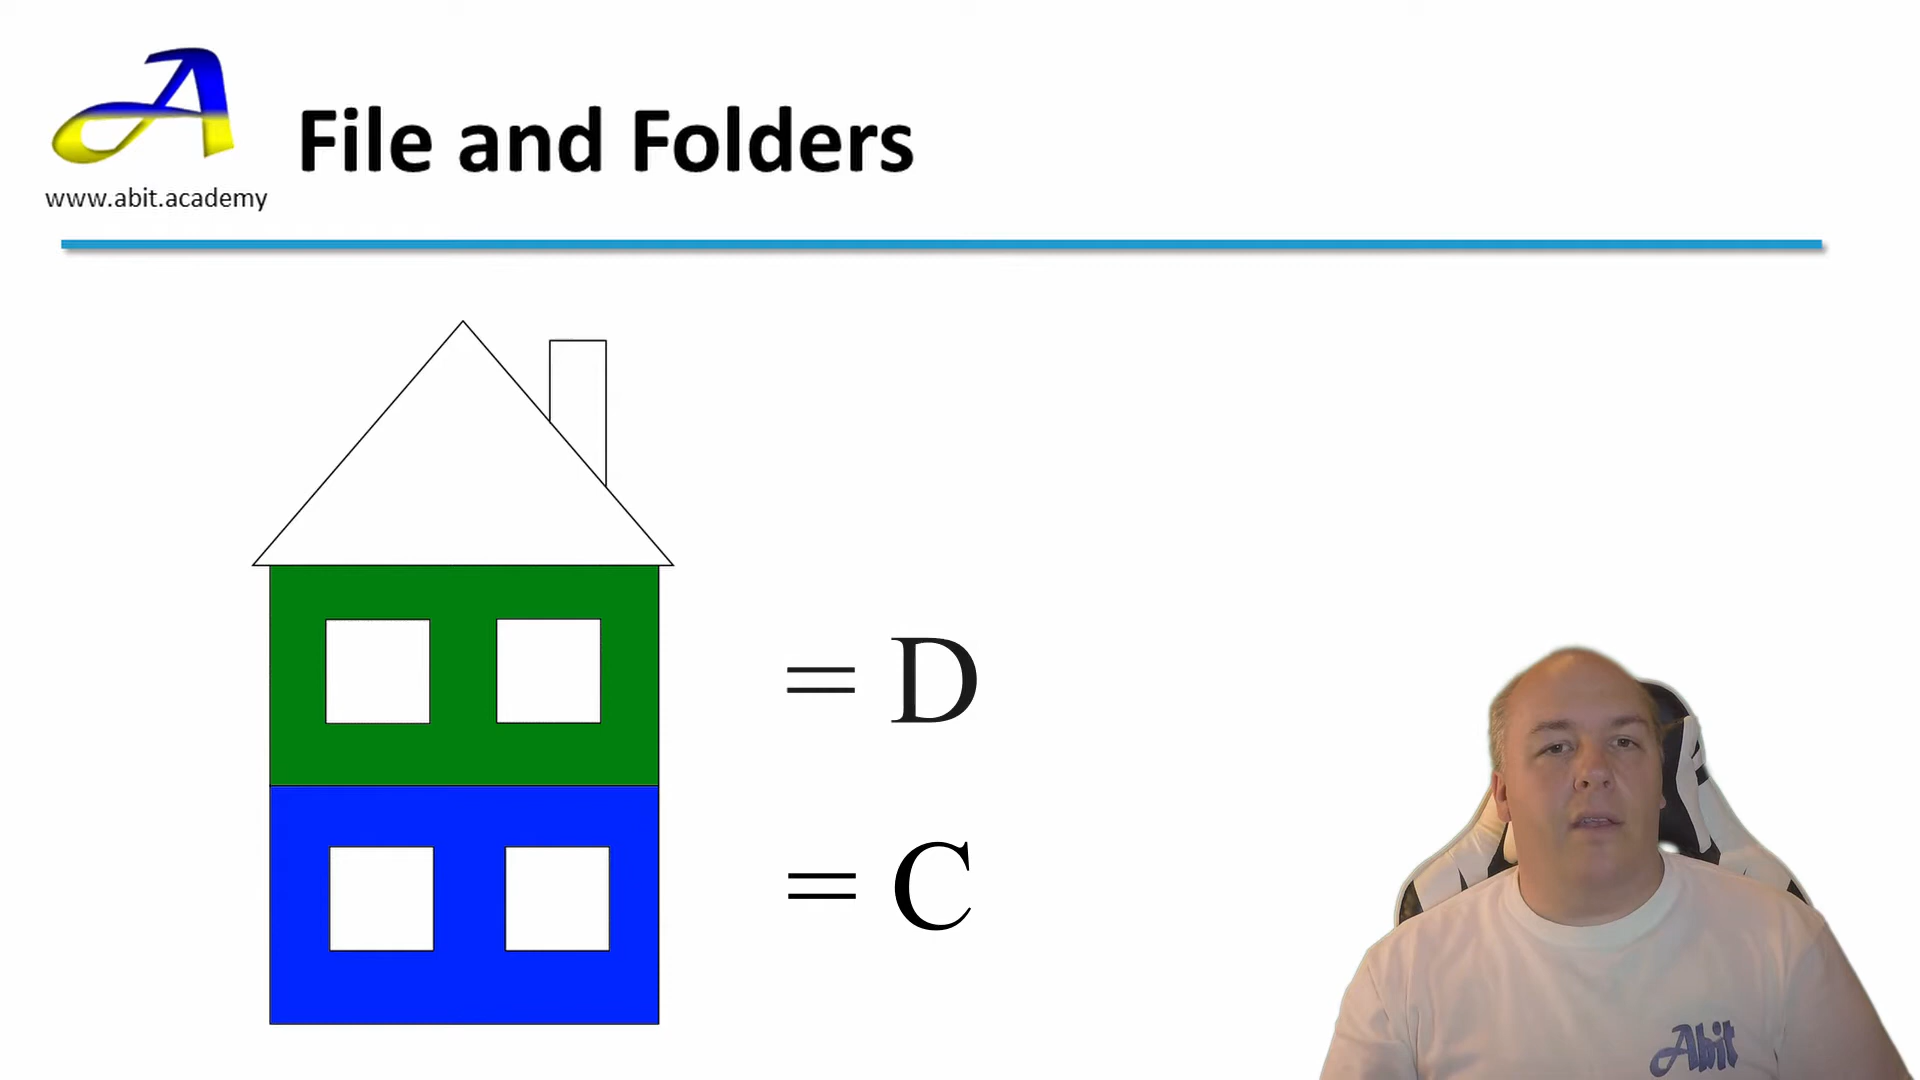 File and Folders
www.abit.academy
= D
= C
Abit